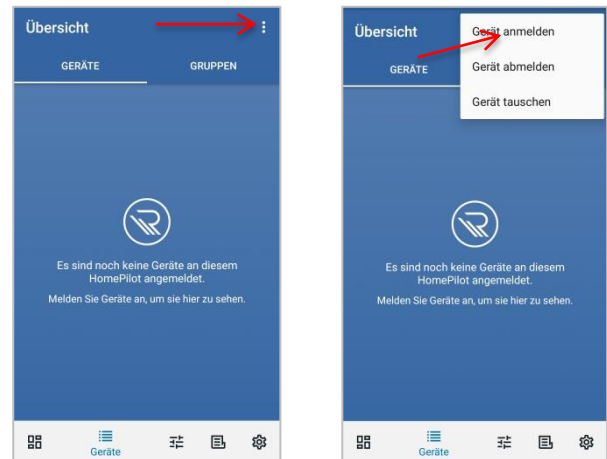 Übersicht
GERÄTE GRUPPEN
Es sind noch keine Geräte an diesem
HomePilot angemeldet.
Melden Sie Geräte an, um sie hier zu sehen.
Geräte
Übersicht
GERÄTE
Gerät anmelden
Gerät abmelden
Gerät tauschen
Es sind noch keine Geräte an diesem
HomePilot angemeldet.
Melden Sie Geräte an, um sie hier zu sehen.
Geräte